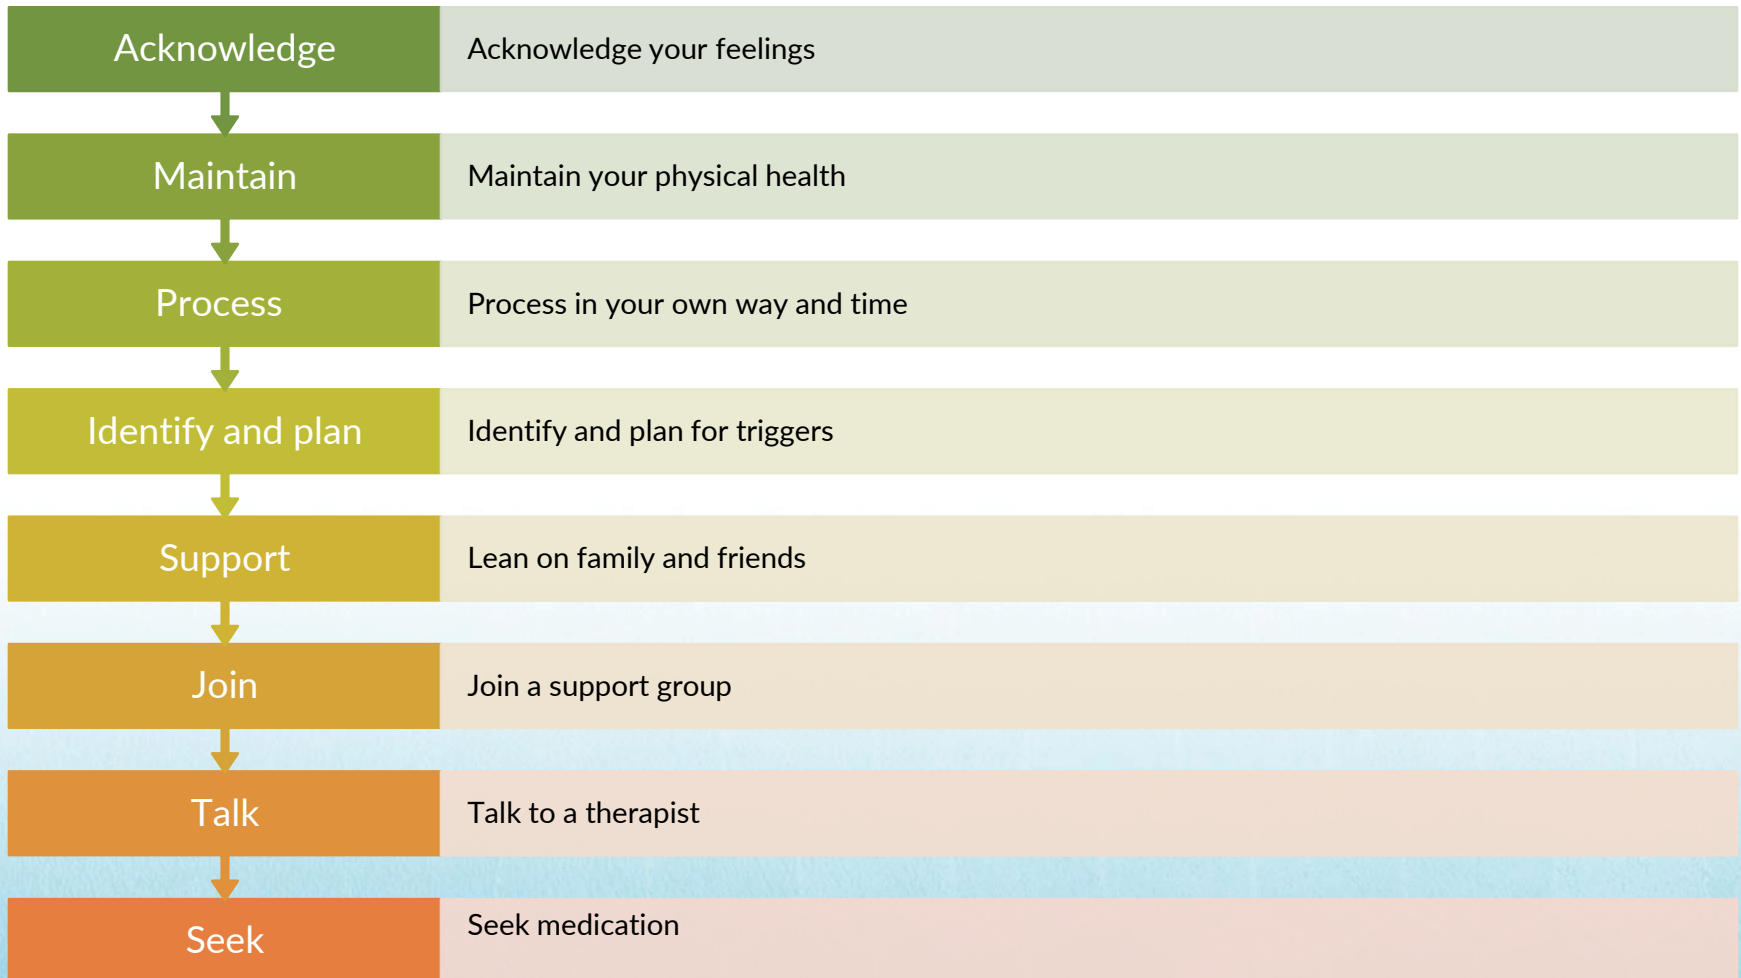 Acknowledge
Acknowledge your feelings
Maintain
Maintain your physical health
Process
Process in your own way and time
Identify and plan
Identify and plan for triggers
Support
Lean on family and friends
Join
Join a support group
Talk
Talk to a therapist
Seek
Seek medication